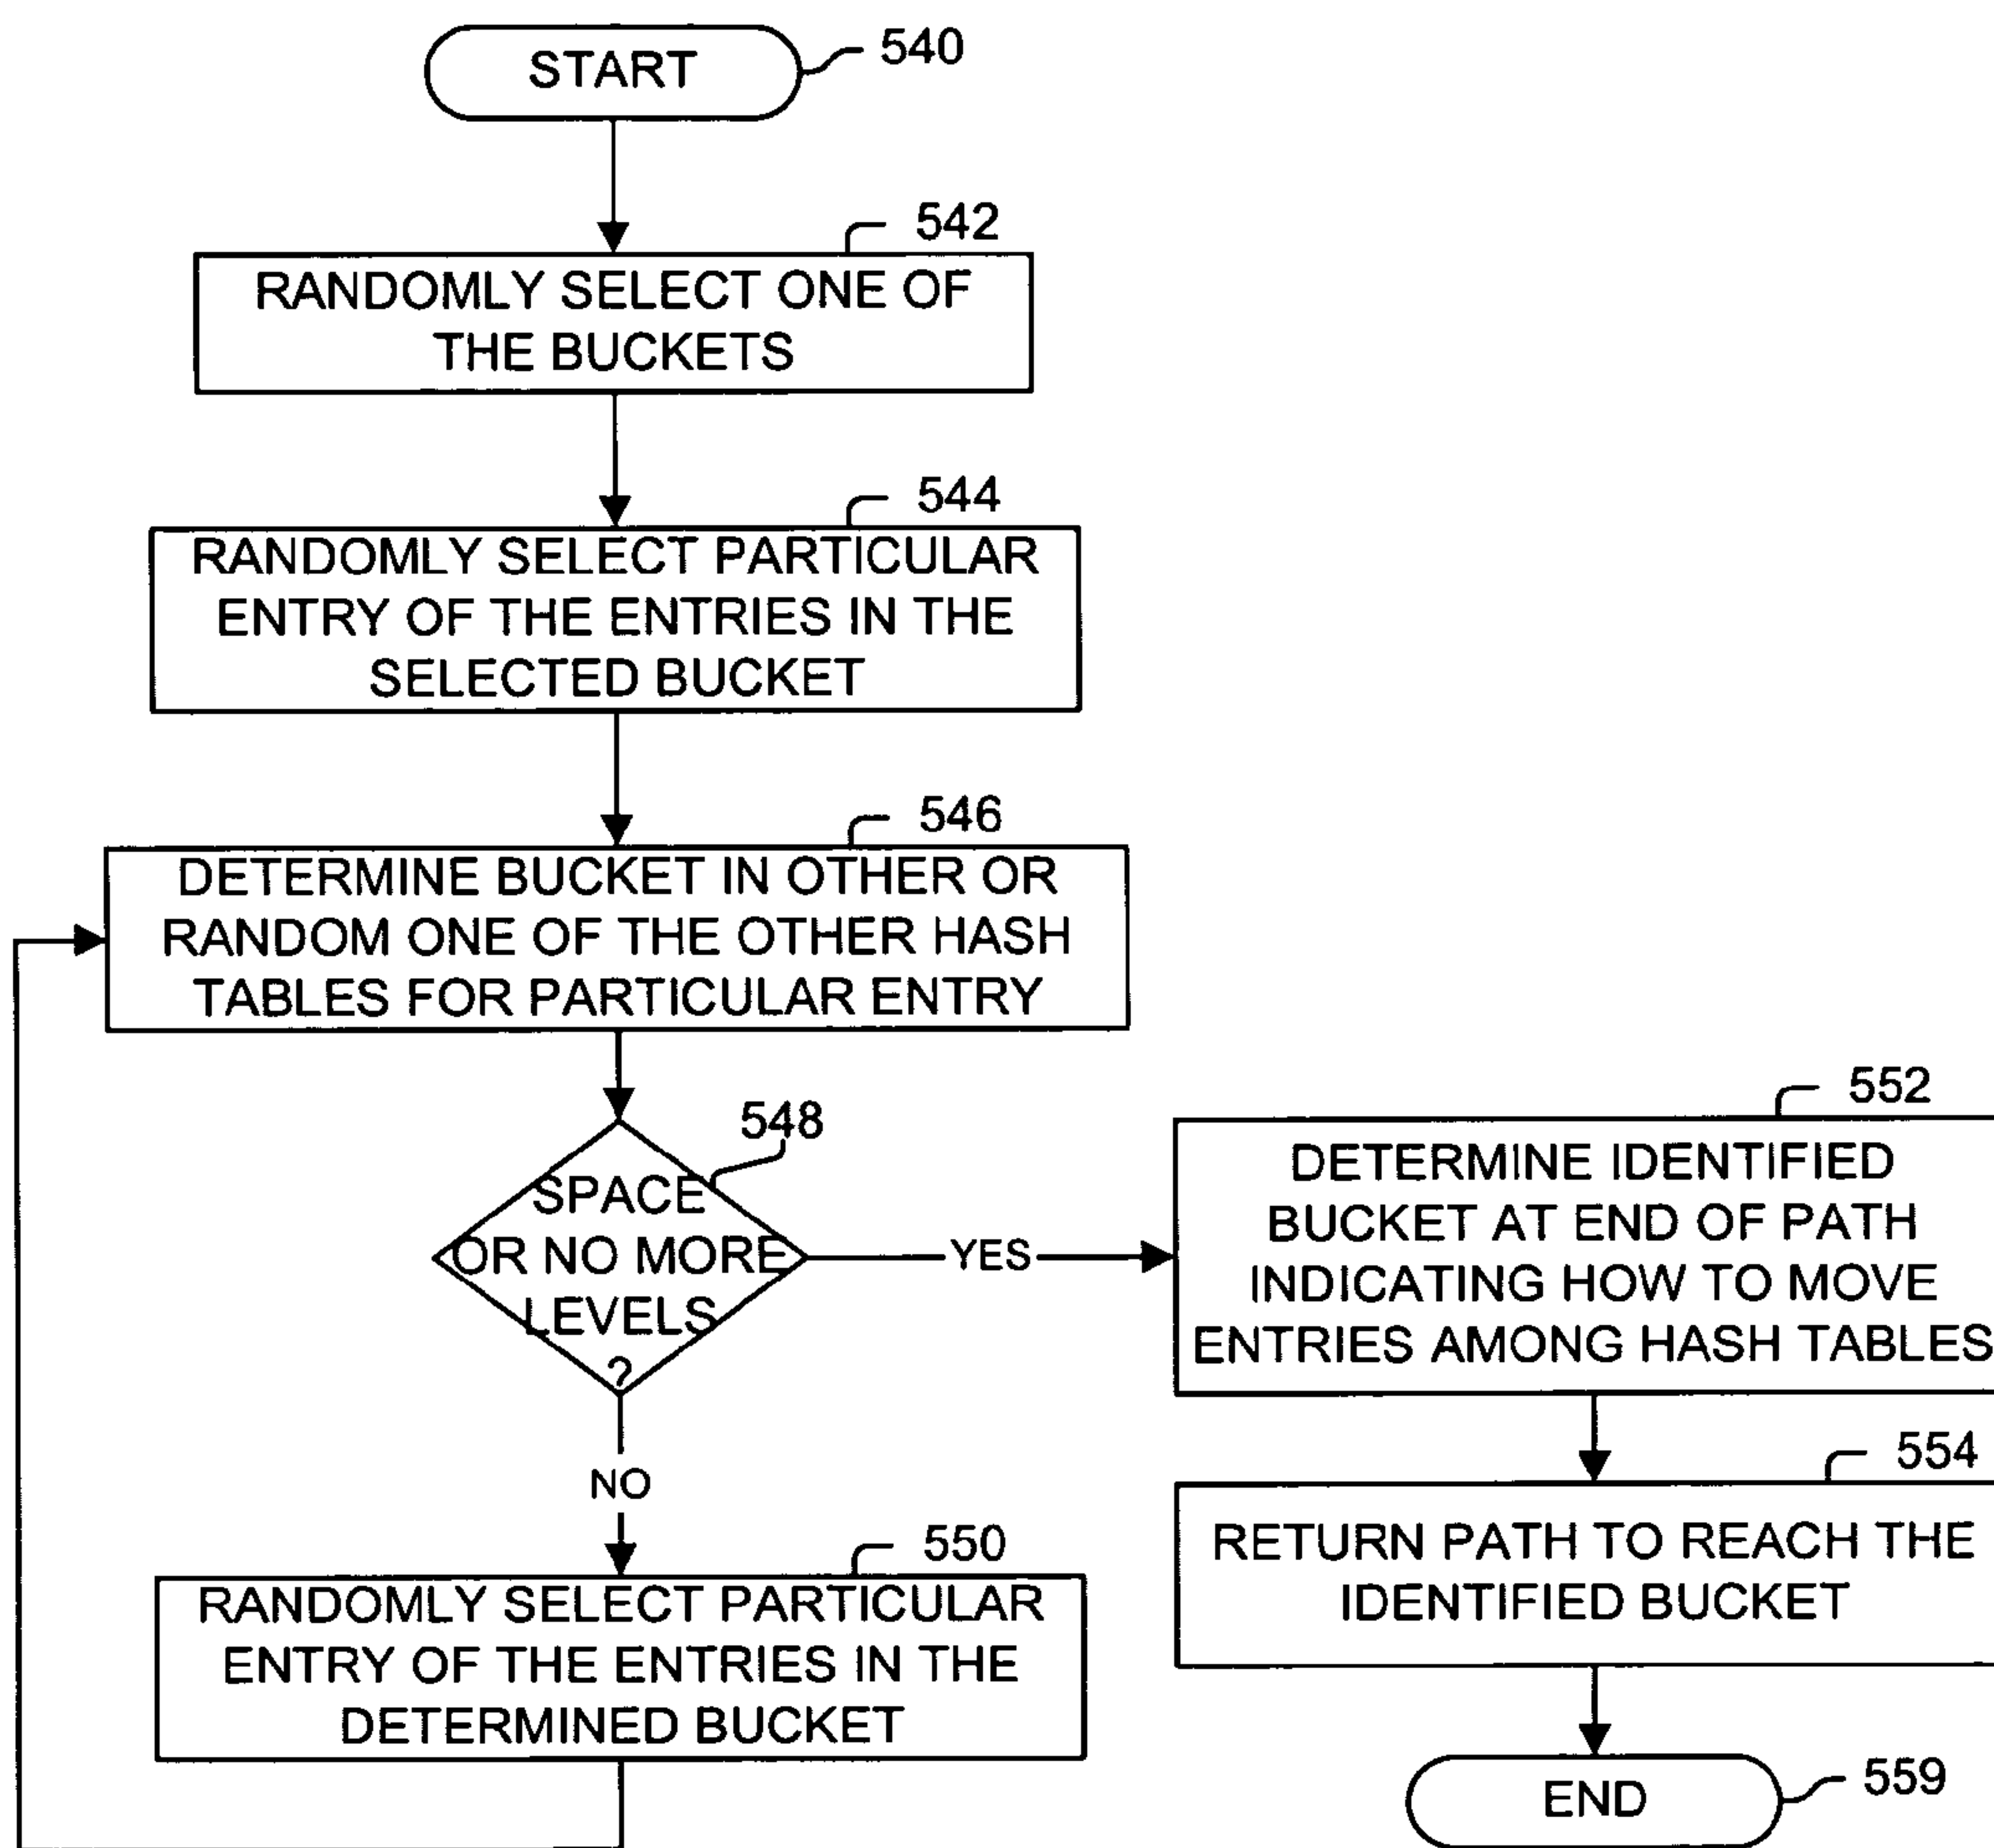 START
540
542
RANDOMLY SELECT ONE OF
THE BUCKETS
544
RANDOMLY SELECT PARTICULAR
ENTRY OF THE ENTRIES IN THE
SELECTED BUCKET
546
DETERMINE BUCKET IN OTHER OR
RANDOM ONE OF THE OTHER HASH
TABLES FOR PARTICULAR ENTRY
548
SPACE
OR NO MORE
LEVELS
?
YES
NO
550
RANDOMLY SELECT PARTICULAR
ENTRY OF THE ENTRIES IN THE
DETERMINED BUCKET
552
DETERMINE IDENTIFIED
BUCKET AT END OF PATH
INDICATING HOW TO MOVE
ENTRIES AMONG HASH TABLES
554
RETURN PATH TO REACH THE
IDENTIFIED BUCKET
END
559